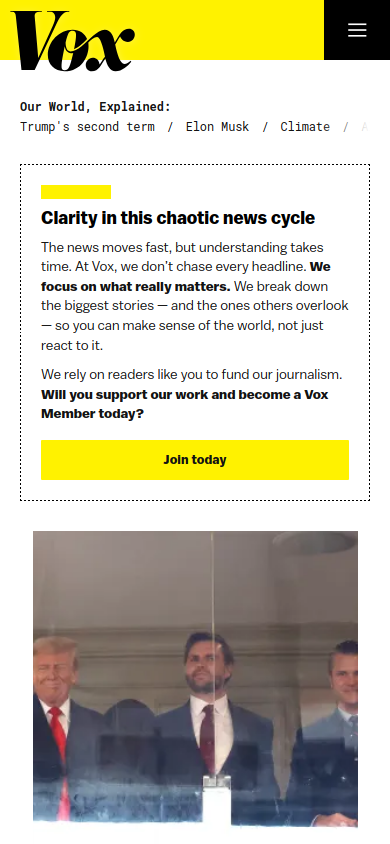 Vox
Our World, Explained:
Trump's second term / Elon Musk / Climate /
Clarity in this chaotic news cycle
The news moves fast, but understanding takes
time. At Vox, we don’t chase every headline. We
focus on what really matters. We break down
the biggest stories — and the ones others overlook
— so you can make sense of the world, not just
react to it.
We rely on readers like you to fund our journalism.
Will you support our work and become a Vox
Member today?
Join today